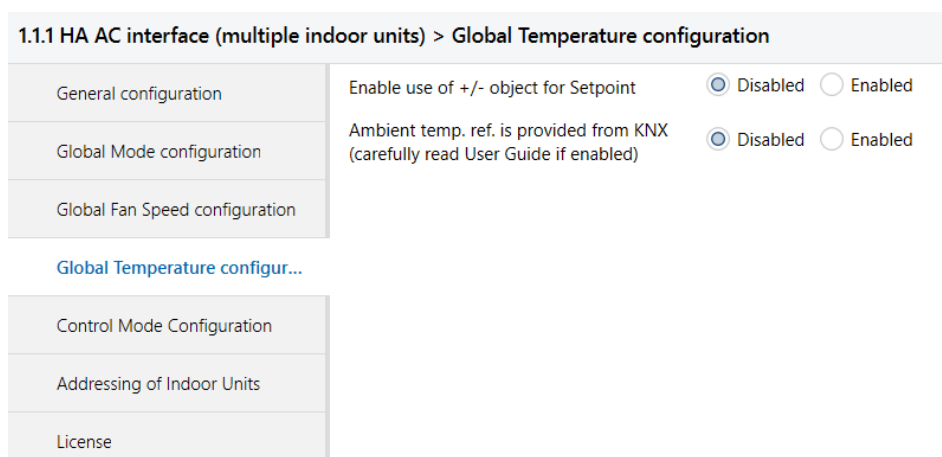 1.1.1 HA AC interface (multiple indoor units) > Global Temperature configuration
General configuration
Global Mode configuration
Global Fan Speed configuration
Global Temperature configur...
Control Mode Configuration
Addressing of Indoor Units
License
Enable use of +/- object for Setpoint
Disabled
Enabled
Ambient temp. ref. is provided from KNX
(carefully read User Guide if enabled)
Disabled
Enabled